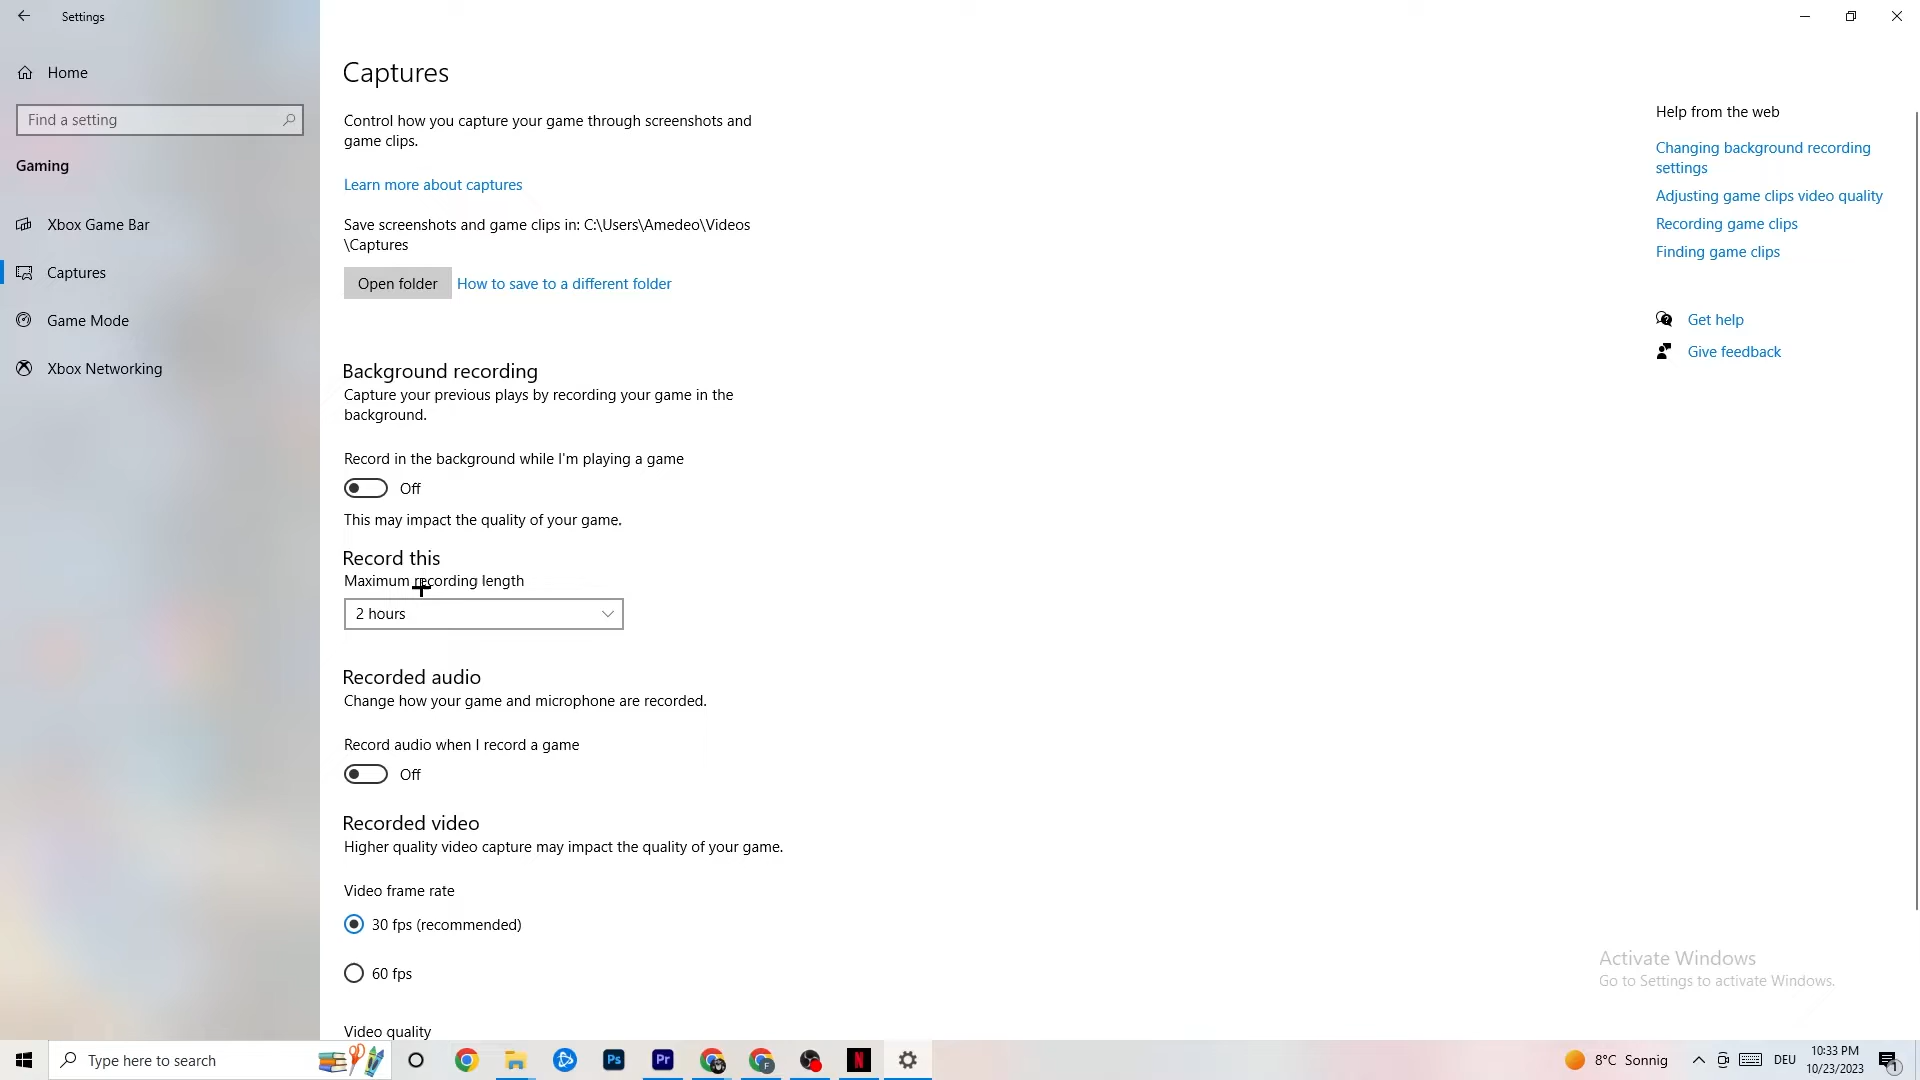 Settings
Home
Find a setting
Gaming
Xbox Game Bar
Captures
Game Mode
Xbox Networking
Captures
Control how you capture your game through screenshots and
game clips.
Learn more about captures
Save screenshots and game clips in: C:\Users\Amedeo\Videos
\Captures
Open folder
How to save to a different folder
Background recording
Capture your previous plays by recording your game in the
background.
Record in the background while I'm playing a game
Off
This may impact the quality of your game.
Record this
Maximum recording length
2 hours
Recorded audio
Change how your game and microphone are recorded.
Record audio when I record a game
Off
Recorded video
Higher quality video capture may impact the quality of your game.
Video frame rate
30 fps (recommended)
60 fps
Video quality
Help from the web
Changing background recording
settings
Adjusting game clips video quality
Recording game clips
Finding game clips
Get help
Give feedback
Activate Windows
Go to Settings to activate Windows.
Type here to search
Ps
Pr
F
N
8°C Sonnig
DEU
10:33 PM
10/23/2023
1